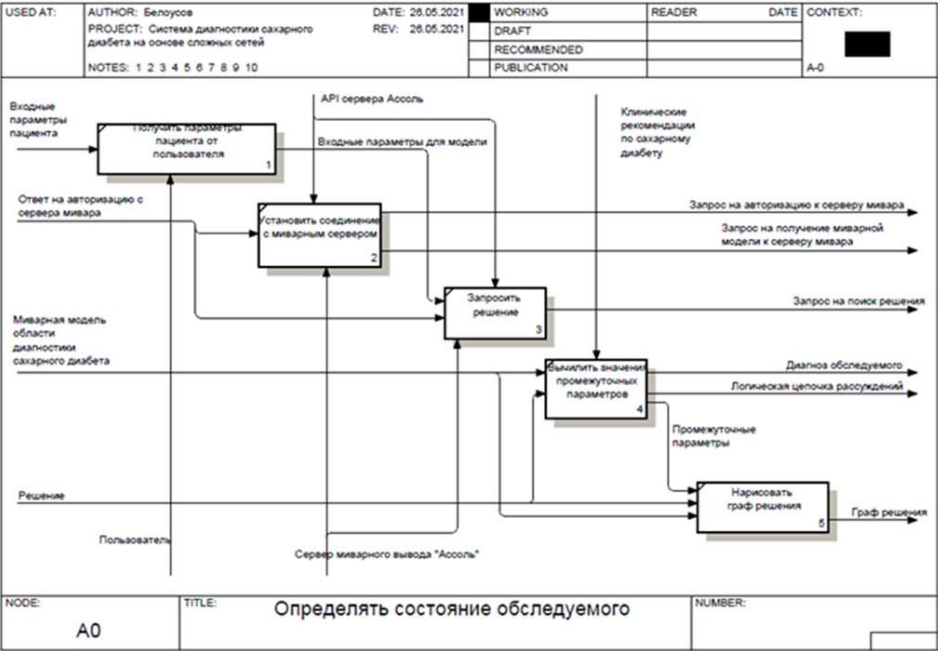 USED AT:
AUTHOR: Белоусов
DATE: 26.05.2021
PROJECT: Система диагностики сахарного
диабета на основе сложных сетей
REV: 26.05.2021
NOTES: 1 2 3 4 5 6 7 8 9 10
WORKING
DRAFT
RECOMMENDED
PUBLICATION
READER
DATE
CONTEXT:
A-0
Входные
параметры
пациента
API сервера Ассоль
Клинические
рекомендации
по сахарному
диабету
Получить параметры
пациента от
пользователя
1
Входные параметры для модели
Ответ на авторизацию с
сервера мивара
Установить соединение
с миварным сервером
2
Запрос на авторизацию к серверу мивара
Запрос на получение миварной
модели к серверу мивара
Запросить
решение
3
Запрос на поиск решения
Миварная модель
области
диагностики
сахарного диабета
Вычилить значения
промежуточных
параметров
4
Диагноз обследуемого
Логическая цепочка рассуждений
Промежуточные
параметры
Решение
Нарисовать
граф решения
5
Граф решения
Пользователь
Сервер миварного вывода "Ассоль"
NODE:
A0
TITLE:
Определять состояние обследуемого
NUMBER: